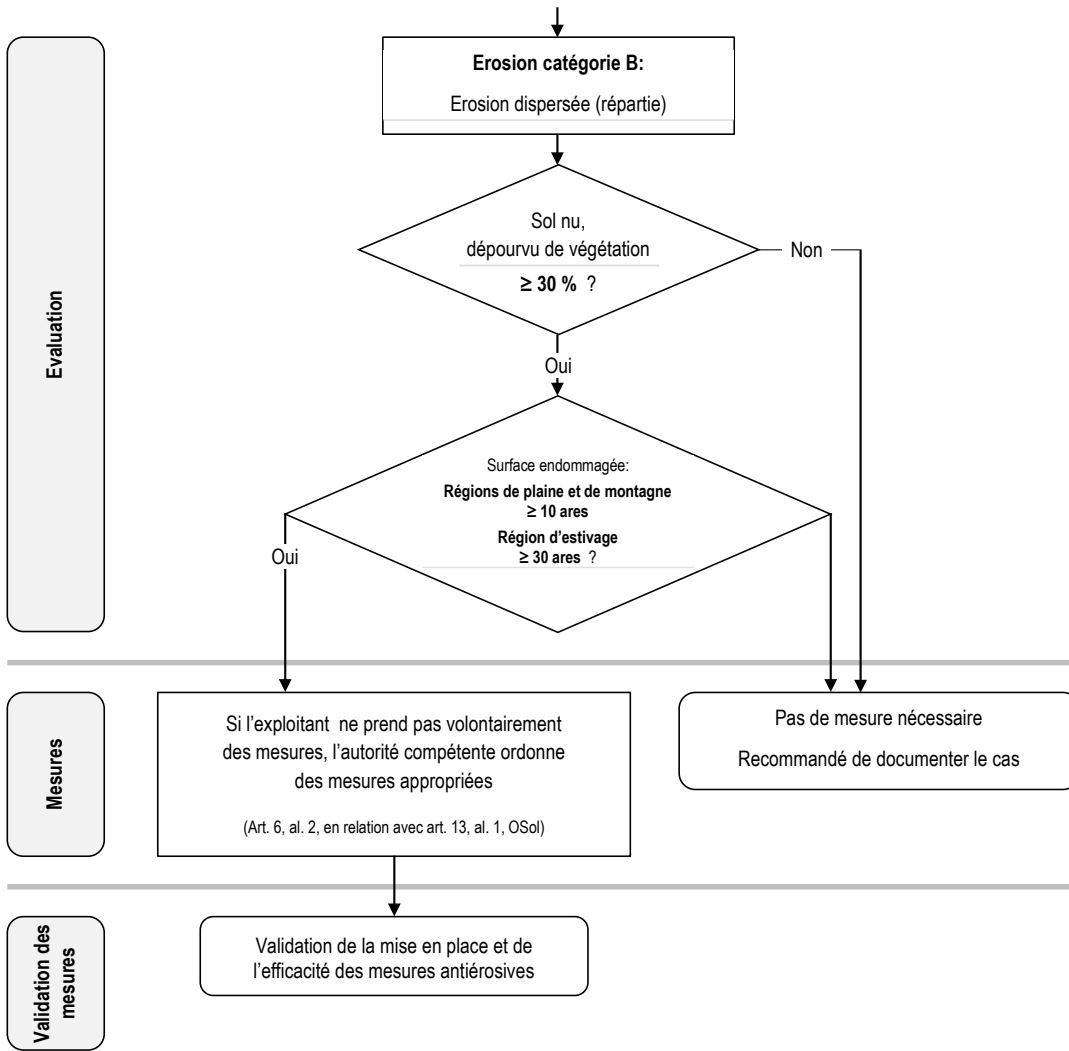 Evaluation
Erosion catégorie B:
Erosion dispersée (répartie)
Sol nu,
dépourvu de végétation
≥ 30 % ?
Non
Oui
Surface endommagée:
Régions de plaine et de montagne
≥ 10 ares
Région d'estivage
≥ 30 ares ?
Oui
Mesures
Si l'exploitant ne prend pas volontairement
des mesures, l'autorité compétente ordonne
des mesures appropriées
(Art. 6, al. 2, en relation avec art. 13, al. 1, OSol)
Pas de mesure nécessaire
Recommandé de documenter le cas
Validation des
mesures
Validation de la mise en place et de
l'efficacité des mesures antiérosives